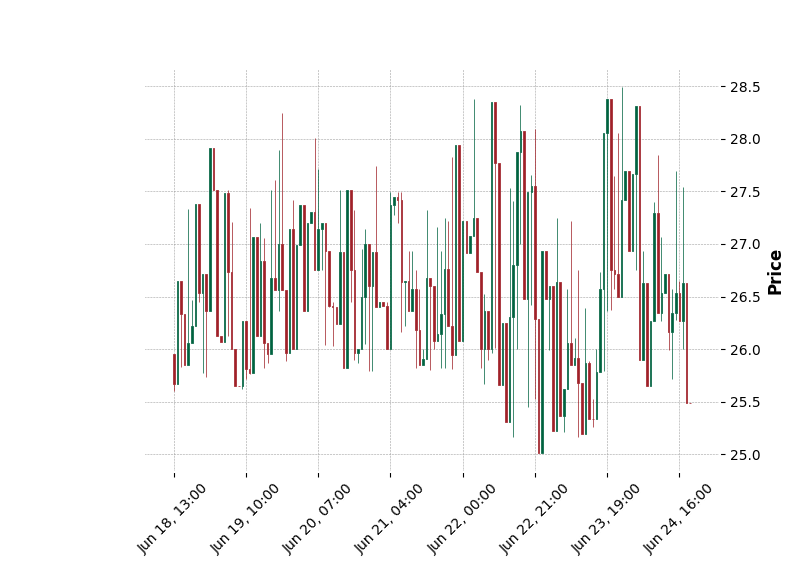 28.5
28.0
27.5
27.0
26.5
26.0
25.5
25.0
Price
Jun 18, 13:00
Jun 19, 10:00
Jun 20, 07:00
Jun 21, 04:00
Jun 22, 00:00
Jun 22, 21:00
Jun 23, 19:00
Jun 24, 16:00